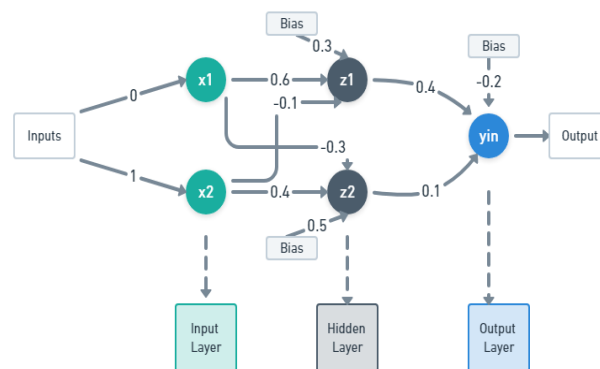 Bias
0.3
Bias
x1
0.6
z1
0.4
-0.2
0
-0.1
Inputs
yin
Output
-0.3
1
x2
0.4
z2
0.1
0.5
Bias
Input
Layer
Hidden
Layer
Output
Layer